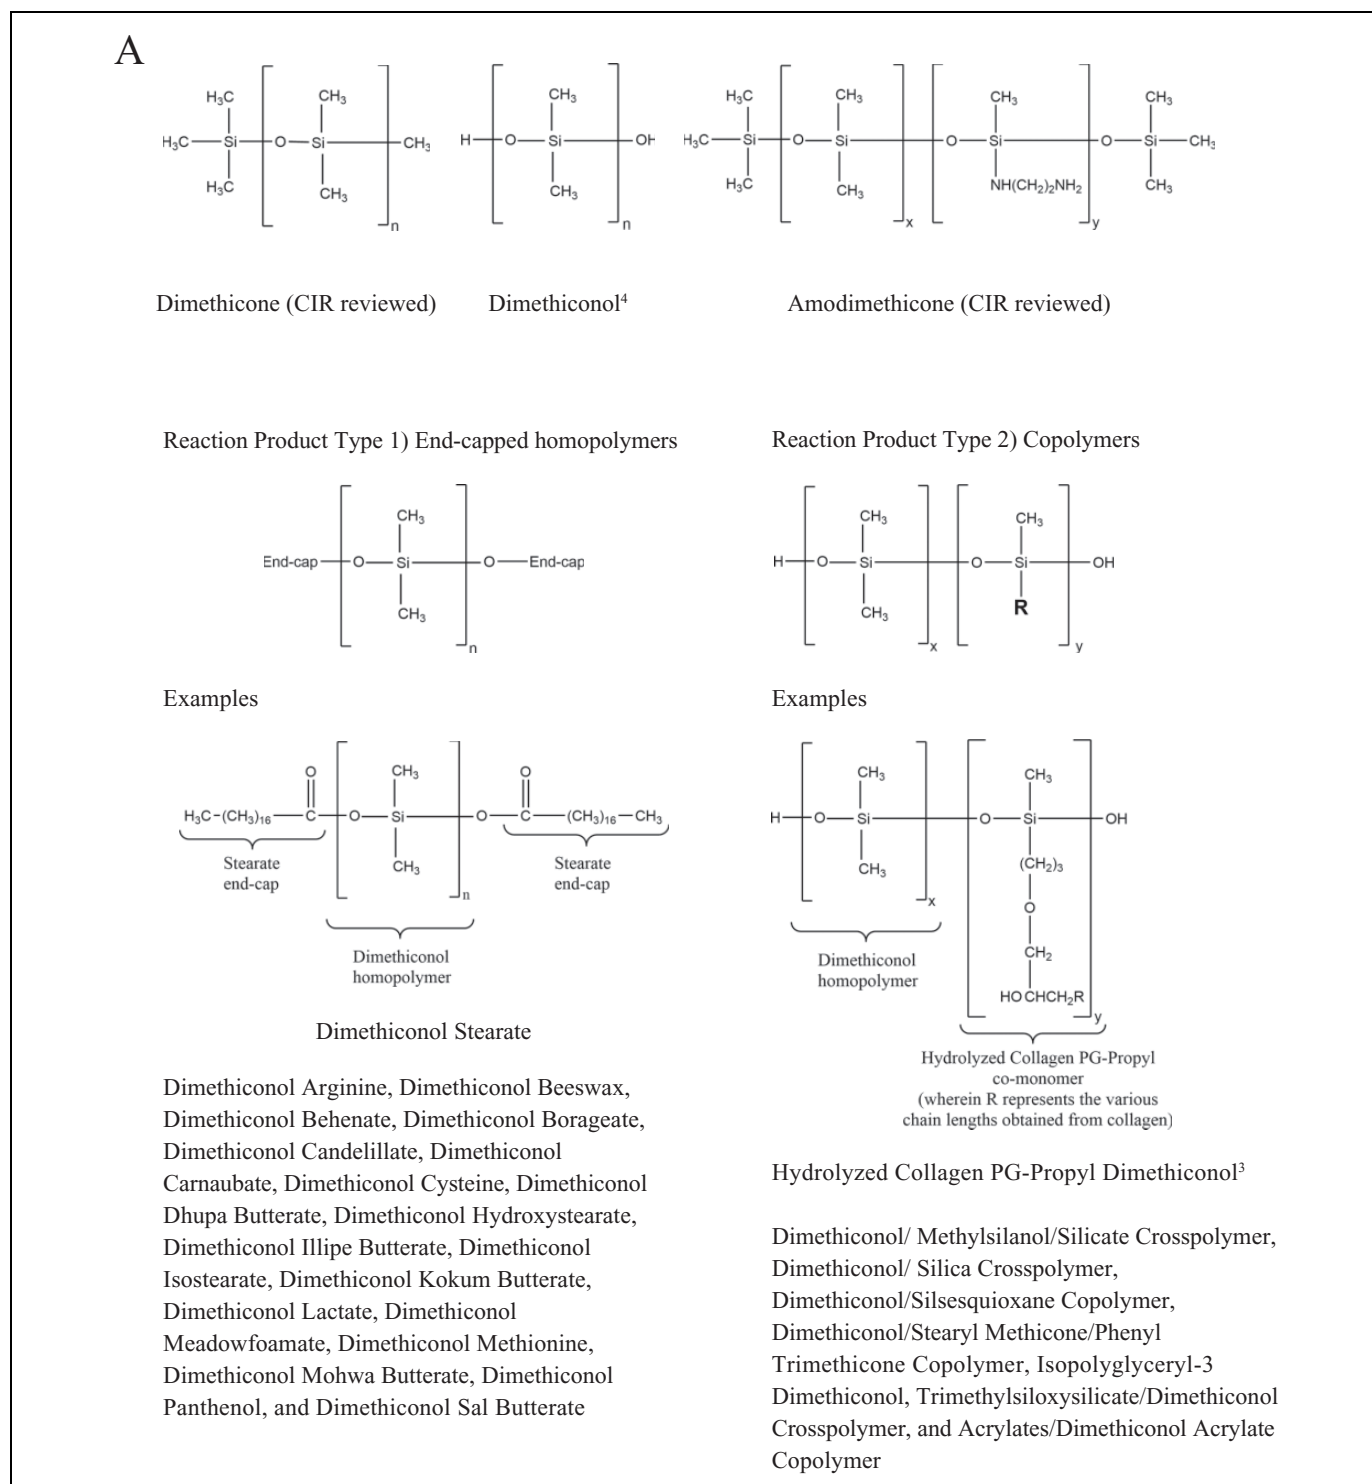 A
H₃C
CH₃
H₃C—Si—O—Si—CH₃
H₃C
CH₃
n
CH₃
H—O—Si—OH
CH₃
n
H₃C
CH₃
CH₃
CH₃
H₃C—Si—O—Si—O—Si—O—Si—CH₃
H₃C
CH₃
NH(CH₂)₂NH₂
CH₃
x
y
Dimethicone (CIR reviewed)
Dimethiconol⁴
Amodimethicone (CIR reviewed)
Reaction Product Type 1) End-capped homopolymers
CH₃
End-cap—O—Si—O—End-cap
CH₃
n
Examples
O
CH₃
O
H₃C-(CH₂)₁₆—C—O—Si—O—C—(CH₂)₁₆—CH₃
Stearate
end-cap
CH₃
n
Stearate
end-cap
Dimethiconol
homopolymer
Dimethiconol Stearate
Dimethiconol Arginine, Dimethiconol Beeswax,
Dimethiconol Behenate, Dimethiconol Borageate,
Dimethiconol Candelillate, Dimethiconol
Carnaubate, Dimethiconol Cysteine, Dimethiconol
Dhupa Butterate, Dimethiconol Hydroxystearate,
Dimethiconol Illipe Butterate, Dimethiconol
Isostearate, Dimethiconol Kokum Butterate,
Dimethiconol Lactate, Dimethiconol
Meadowfoamate, Dimethiconol Methionine,
Dimethiconol Mohwa Butterate, Dimethiconol
Panthenol, and Dimethiconol Sal Butterate
Reaction Product Type 2) Copolymers
CH₃
CH₃
H—O—Si—O—Si—OH
CH₃
R
x
y
Examples
CH₃
CH₃
H—O—Si—O—Si—OH
CH₃
(CH₂)₃
x
O
CH₂
HOCHCH₂R
y
Dimethiconol
homopolymer
Hydrolyzed Collagen PG-Propyl
co-monomer
(wherein R represents the various
chain lengths obtained from collagen)
Hydrolyzed Collagen PG-Propyl Dimethiconol³
Dimethiconol/ Methylsilanol/Silicate Crosspolymer,
Dimethiconol/ Silica Crosspolymer,
Dimethiconol/Silsesquioxane Copolymer,
Dimethiconol/Stearyl Methicone/Phenyl
Trimethicone Copolymer, Isopolyglyceryl-3
Dimethiconol, Trimethylsiloxysilicate/Dimethiconol
Crosspolymer, and Acrylates/Dimethiconol Acrylate
Copolymer